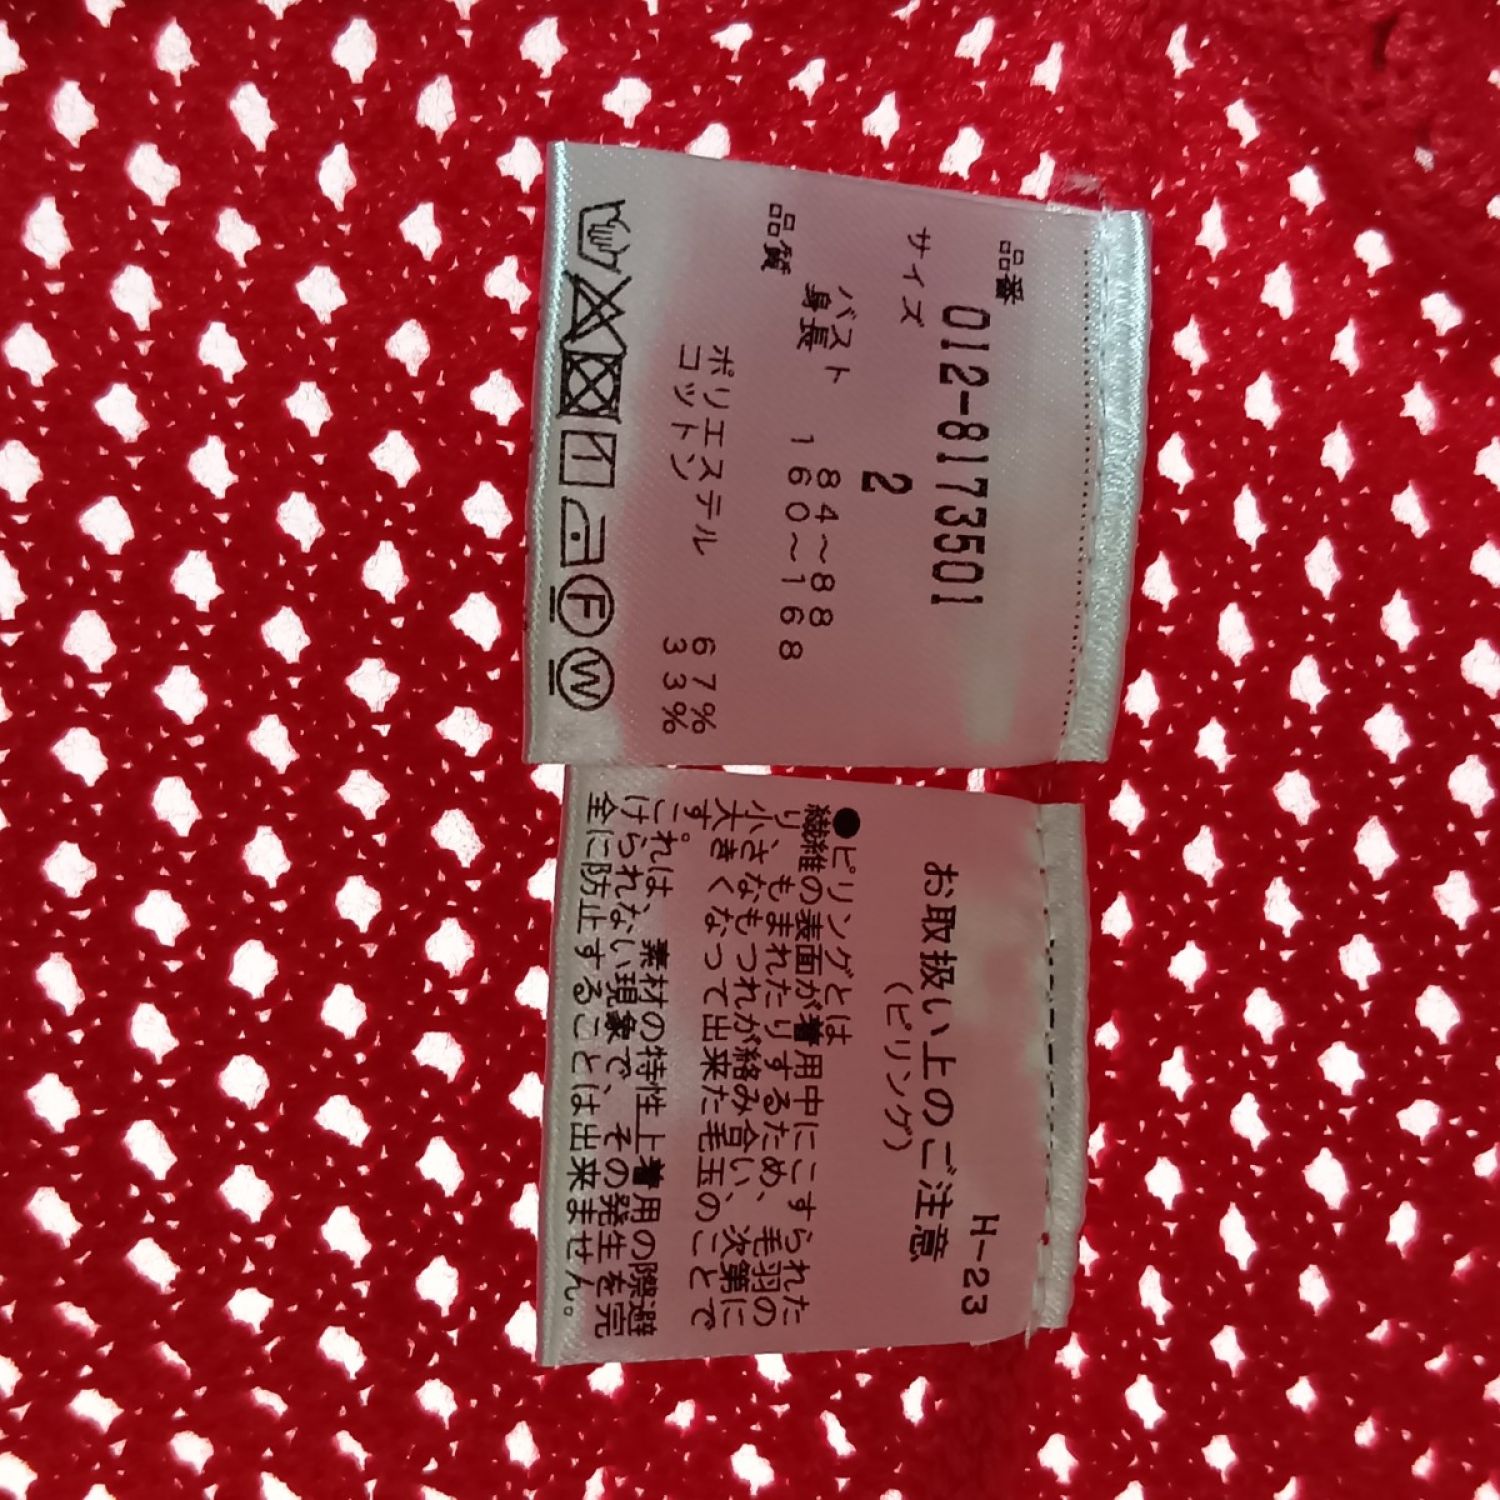 品番
012-8173501
サイズ
2
バスト 84～88
身長 160～168
品質
ポリエステル 67%
コットン 33%
F W
H-23
お取扱い上のご注意
（ピリング）
●ピリングとは
繊維の表面が着用中にこすられた
り、もまれたりするため、毛羽の
小さなもつれが絡み合い、次第に
大きくなって出来た毛玉のことで
す。
これは、素材の特性上着用の際避
けられない現象で、その発生を完
全に防止することは出来ません。